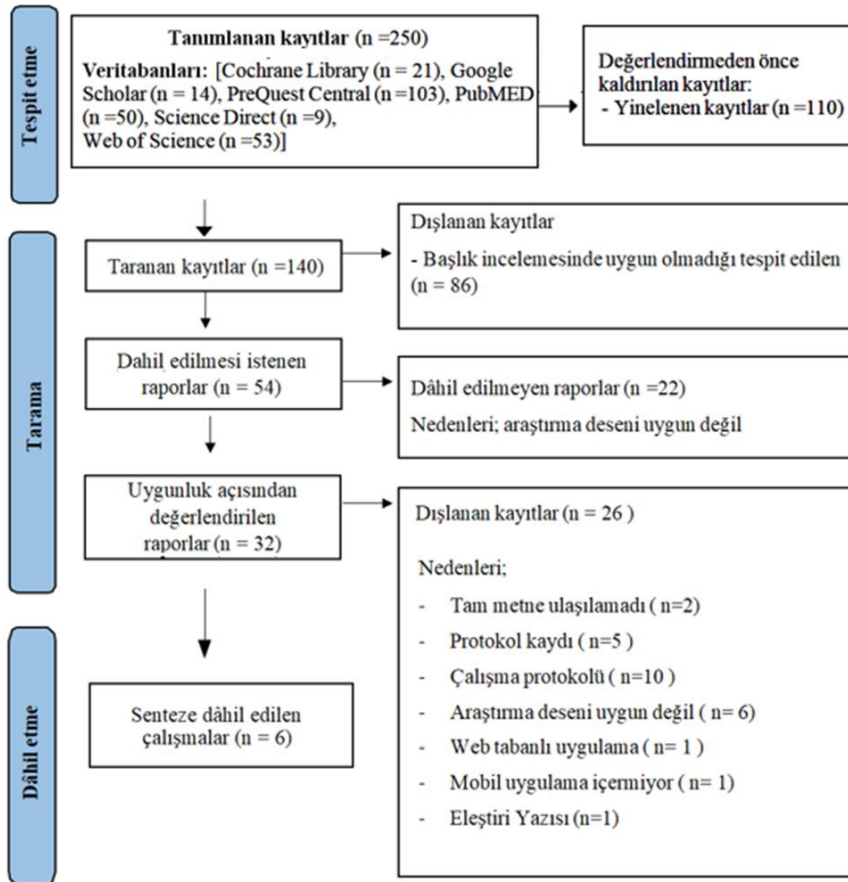 Tespit etme
Tanımlanan kayıtlar (n =250)
Veritabanları: [Cochrane Library (n = 21), Google
Scholar (n = 14), PreQuest Central (n =103), PubMED
(n =50), Science Direct (n =9),
Web of Science (n =53)]
Değerlendirmeden önce
kaldırılan kayıtlar:
- Yinelenen kayıtlar (n =110)
Tarama
Taranan kayıtlar (n =140)
Dışlanan kayıtlar
- Başlık incelemesinde uygun olmadığı tespit edilen
(n = 86)
Dahil edilmesi istenen
raporlar (n = 54)
Dâhil edilmeyen raporlar (n =22)
Nedenleri; araştırma deseni uygun değil
Uygunluk açısından
değerlendirilen
raporlar (n = 32)
Dışlanan kayıtlar (n = 26 )
Nedenleri;
- Tam metne ulaşılamadı ( n=2)
- Protokol kaydı ( n=5 )
- Çalışma protokolü ( n=10 )
- Araştırma deseni uygun değil ( n= 6)
- Web tabanlı uygulama ( n= 1 )
- Mobil uygulama içermiyor ( n= 1)
- Eleştiri Yazısı (n=1)
Dâhil etme
Senteze dâhil edilen
çalışmalar (n = 6)